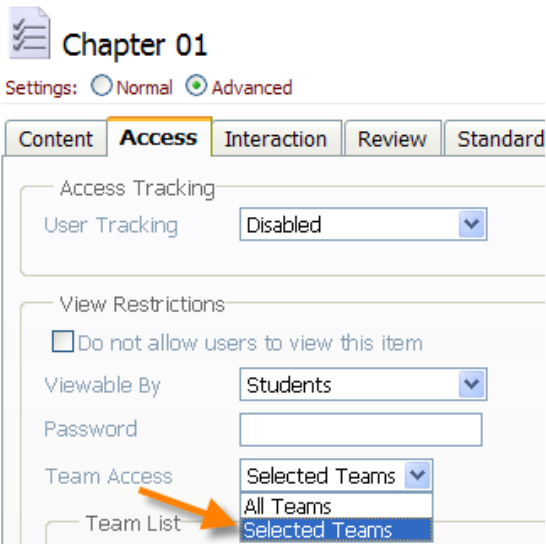 Chapter 01
Settings: Normal Advanced
Content Access Interaction Review Standard
Access Tracking
User Tracking Disabled
View Restrictions
Do not allow users to view this item
Viewable By Students
Password
Team Access Selected Teams
All Teams
Team List Selected Teams